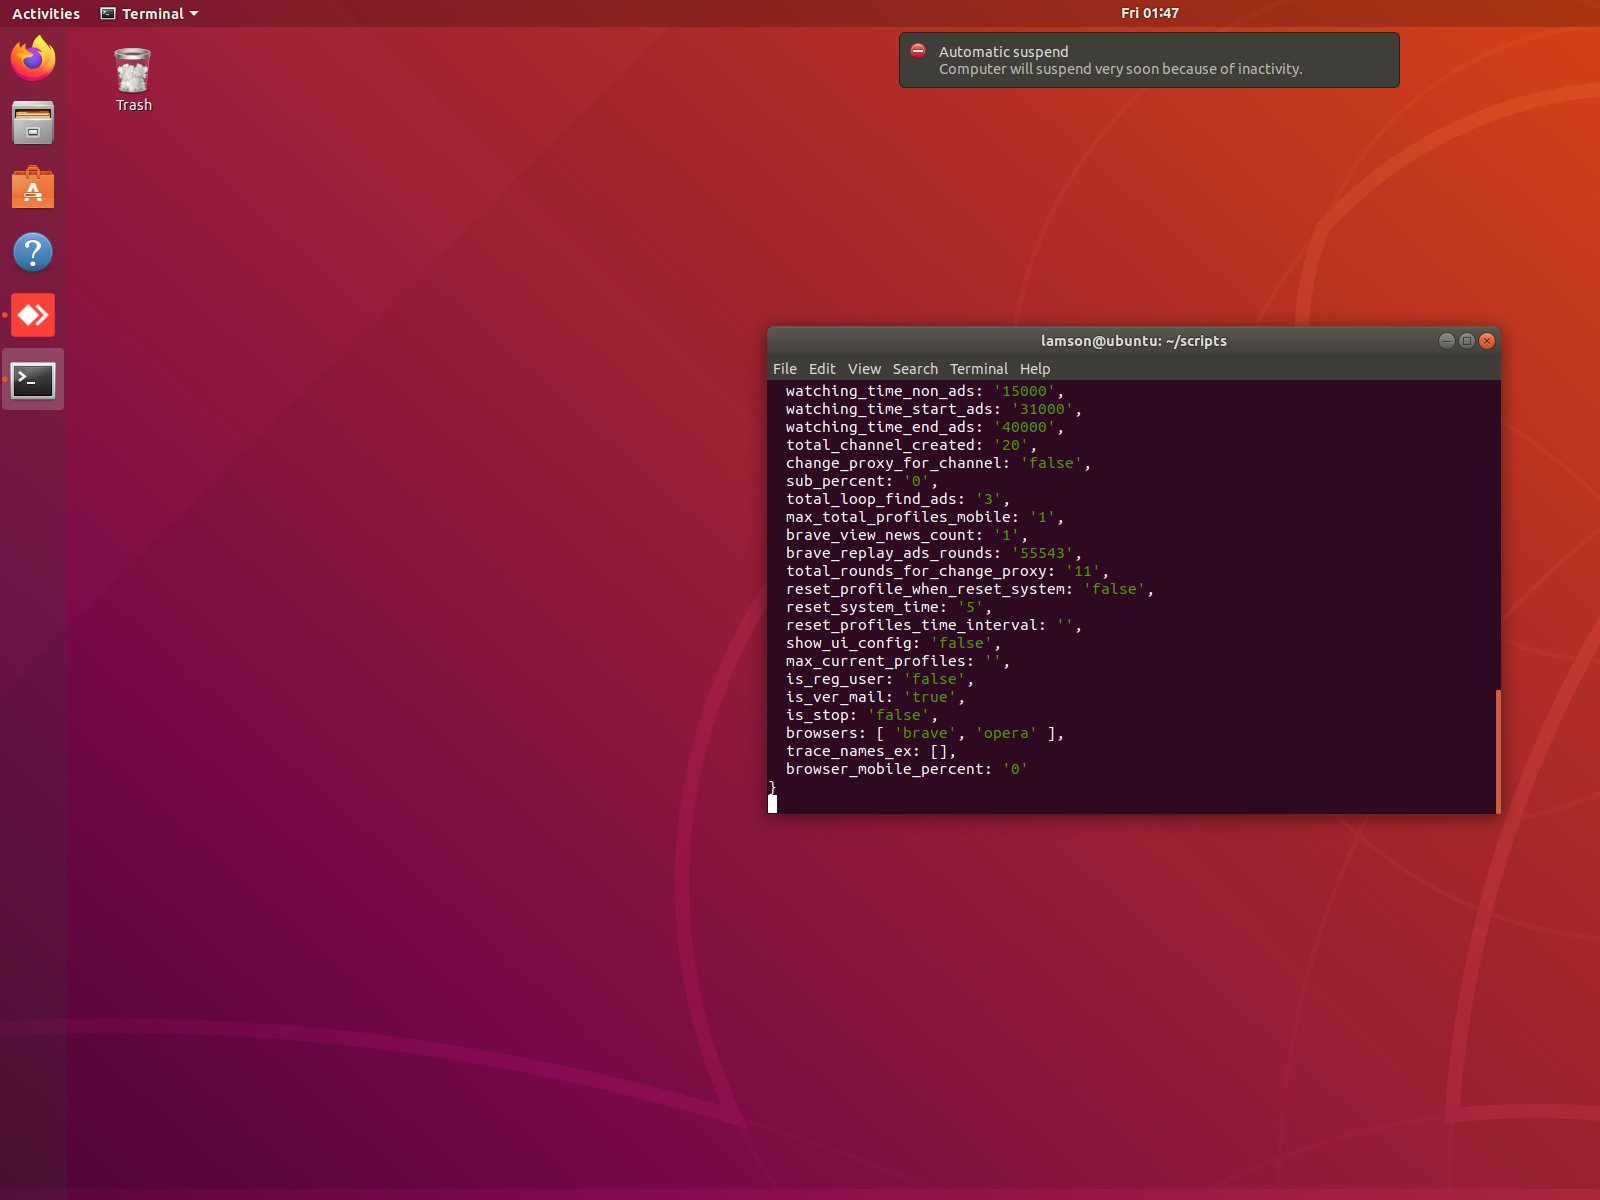 Activities Terminal Fri 01:47
Trash
Automatic suspend
Computer will suspend very soon because of inactivity.
lamson@ubuntu: ~/scripts
File Edit View Search Terminal Help
watching_time_non_ads: '15000',
watching_time_start_ads: '31000',
watching_time_end_ads: '40000',
total_channel_created: '20',
change_proxy_for_channel: 'false',
sub_percent: '0',
total_loop_find_ads: '3',
max_total_profiles_mobile: '1',
brave_view_news_count: '1',
brave_replay_ads_rounds: '55543',
total_rounds_for_change_proxy: '11',
reset_profile_when_reset_system: 'false',
reset_system_time: '5',
reset_profiles_time_interval: '',
show_ui_config: 'false',
max_current_profiles: '',
is_reg_user: 'false',
is_ver_mail: 'true',
is_stop: 'false',
browsers: [ 'brave', 'opera' ],
trace_names_ex: [],
browser_mobile_percent: '0'
}